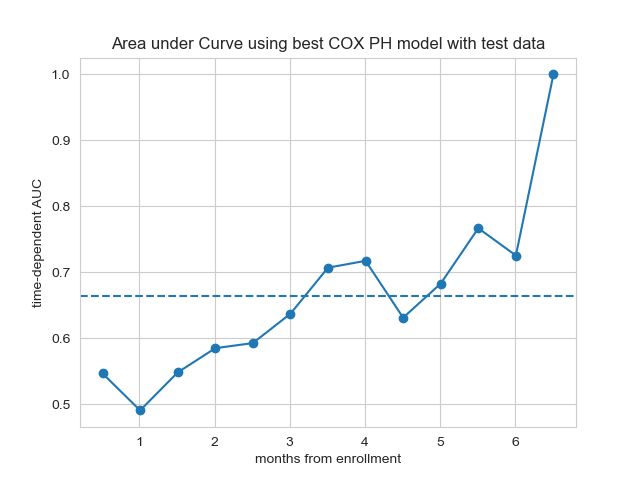 Area under Curve using best COX PH model with test data
time-dependent AUC
1.0
0.9
0.8
0.7
0.6
0.5
1 2 3 4 5 6
months from enrollment